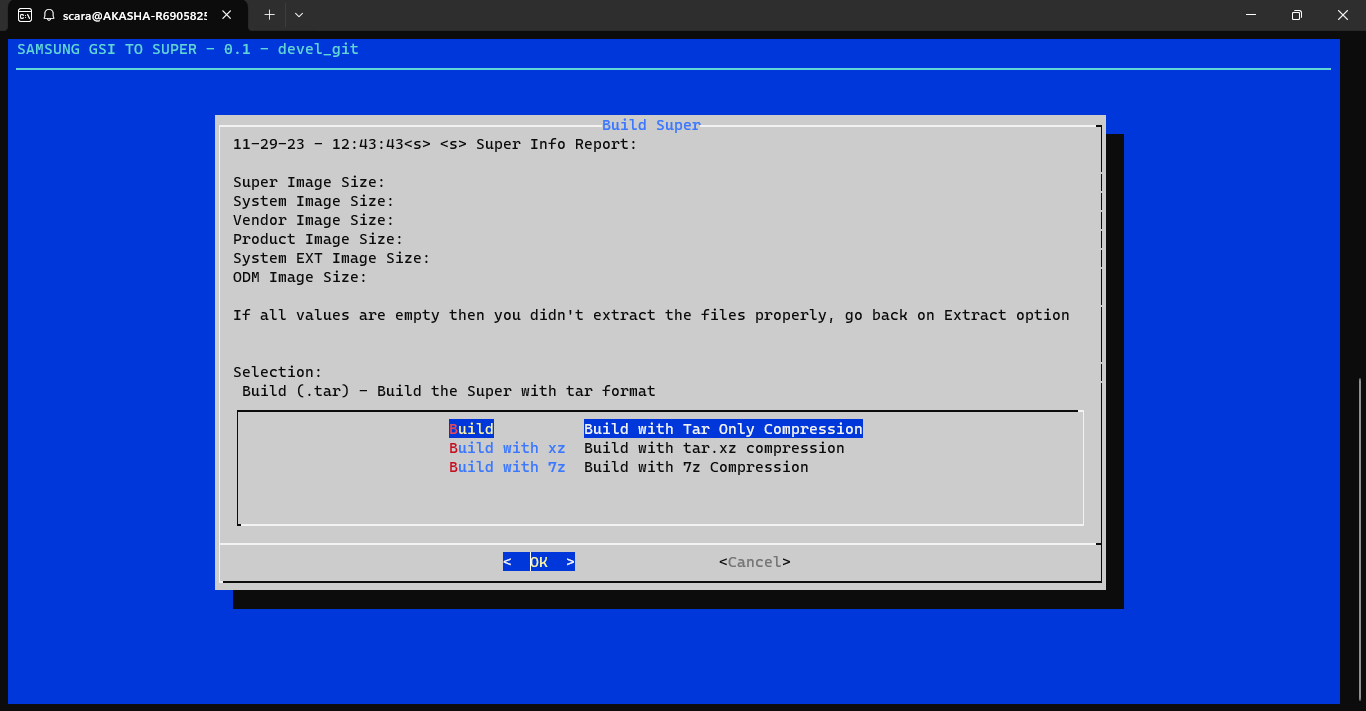 scara@AKASHA-R690582
SAMSUNG GSI TO SUPER - 0.1 - devel_git
Build Super
11-29-23 - 12:43:43<s> <s> Super Info Report:
Super Image Size:
System Image Size:
Vendor Image Size:
Product Image Size:
System EXT Image Size:
ODM Image Size:
If all values are empty then you didn't extract the files properly, go back on Extract option
Selection:
Build (.tar) - Build the Super with tar format
Build Build with Tar Only Compression
Build with xz Build with tar.xz compression
Build with 7z Build with 7z Compression
< OK > <Cancel>